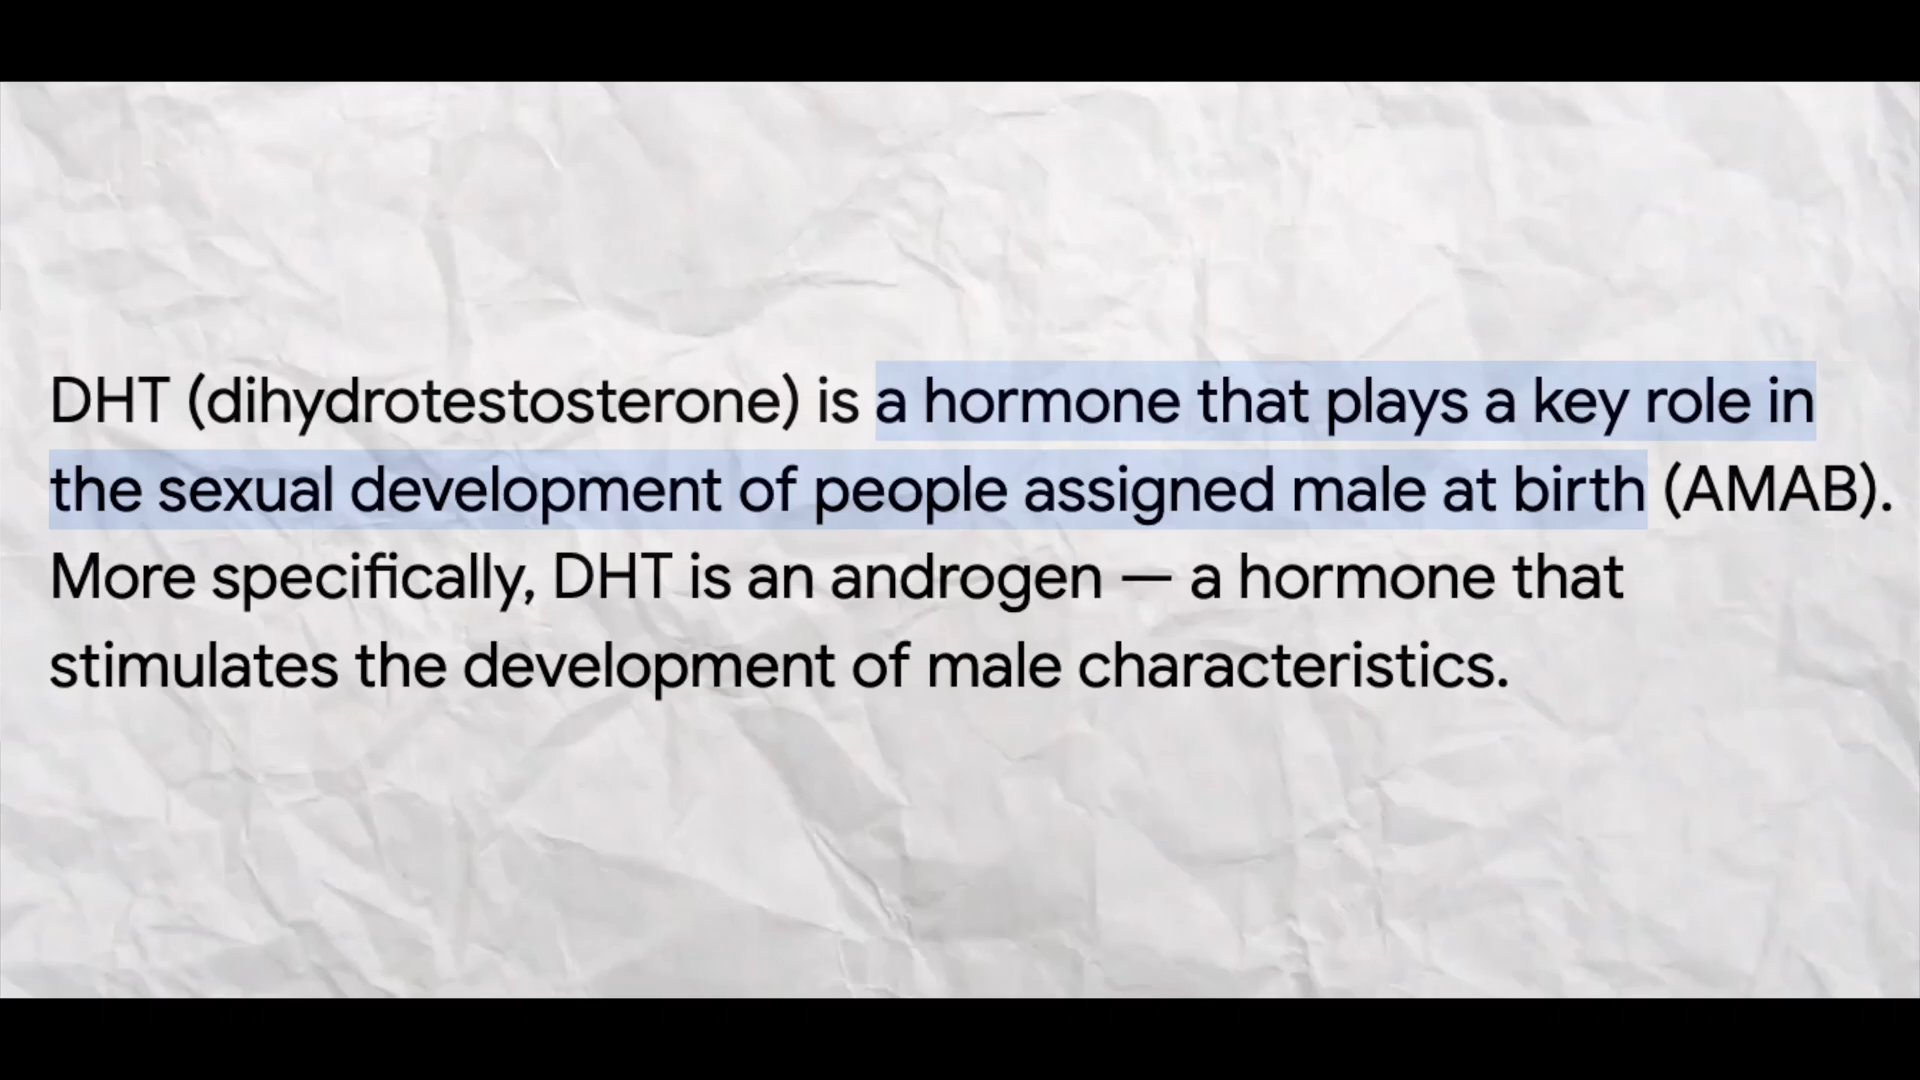 DHT (dihydrotestosterone) is a hormone that plays a key role in
the sexual development of people assigned male at birth (AMAB).
More specifically, DHT is an androgen — a hormone that
stimulates the development of male characteristics.